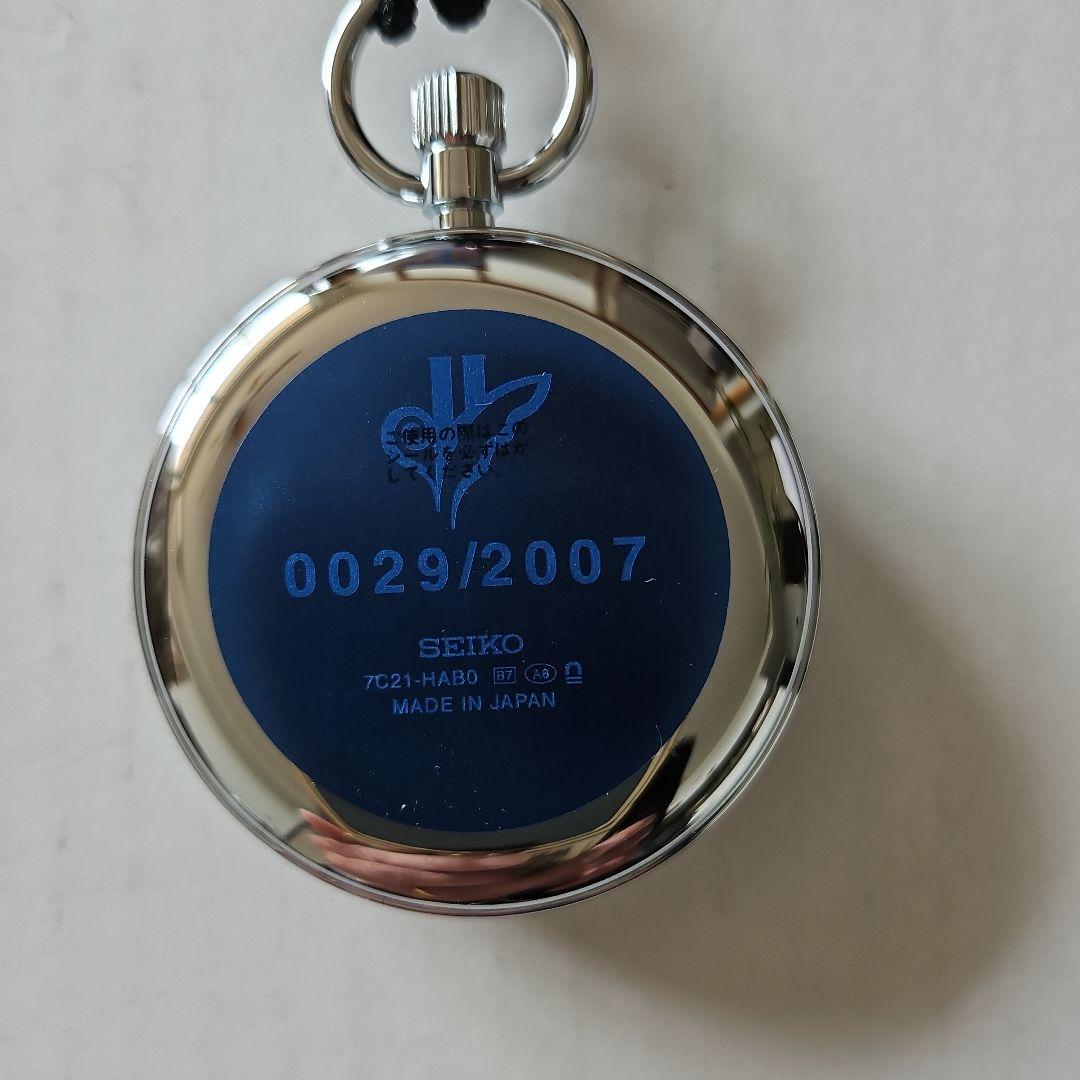 ご使用の際はこの
シールを必ずはが
してください。
0029/2007
SEIKO
7C21-HAB0 B7 A8
MADE IN JAPAN